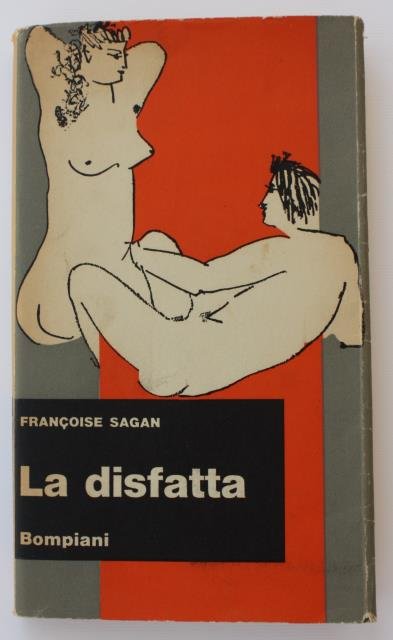 FRANÇOISE SAGAN
La disfatta
Bompiani